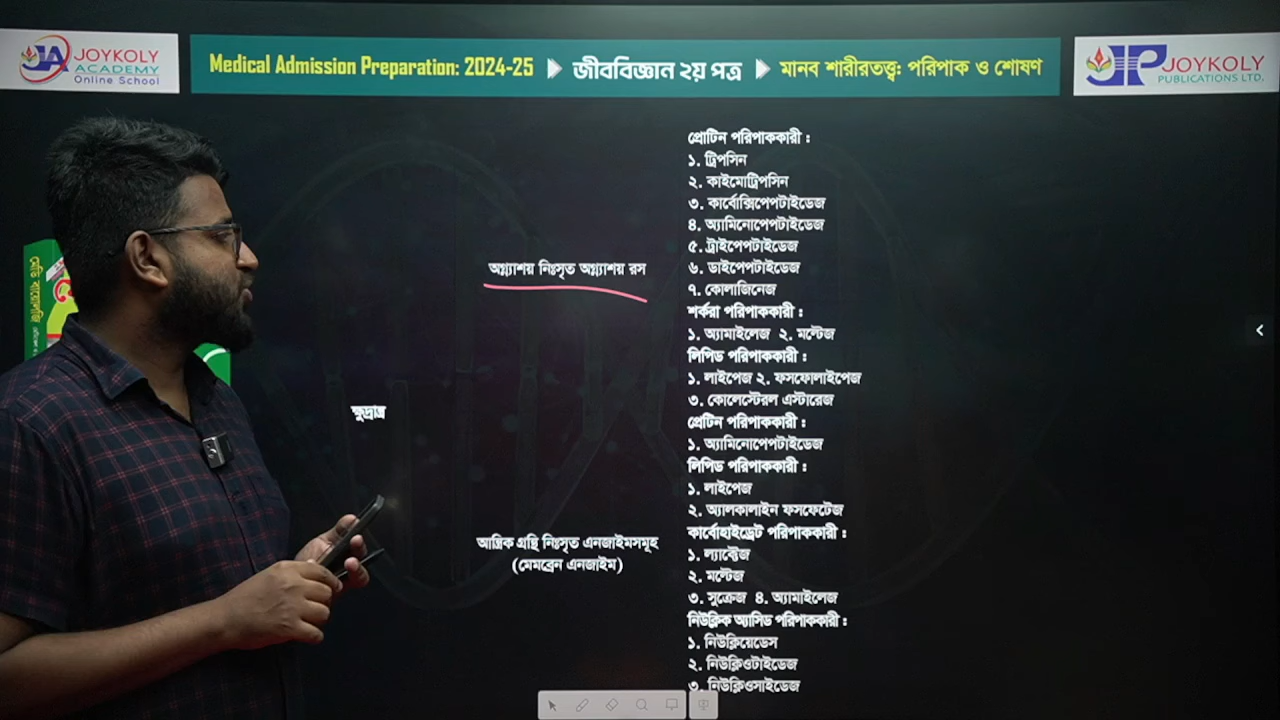 JOYKOLY
ACADEMY
Online School
Medical Admission Preparation: 2024-25
জীববিজ্ঞান ২য় পত্র
মানব শারীরতত্ত্ব: পরিপাক ও শোষণ
JOYKOLY
PUBLICATIONS LTD.
প্রোটিন পরিপাককারী :
১. ট্রিপসিন
২. কাইমোট্রিপসিন
৩. কার্বোক্সিপেপটাইডেজ
৪. অ্যামিনোপেপটাইডেজ
৫. ট্রাইপেপটাইডেজ
৬. ডাইপেপটাইডেজ
৭. কোলাজিনেজ
অগ্ন্যাশয় নিঃসৃত অগ্ন্যাশয় রস
শর্করা পরিপাককারী :
১. অ্যামাইলেজ ২. মল্টেজ
লিপিড পরিপাককারী :
১. লাইপেজ ২. ফসফোলাইপেজ
৩. কোলেস্টেরল এস্টারেজ
ক্ষুদ্রান্ত্র
প্রেটিন পরিপাককারী :
১. অ্যামিনোপেপটাইডেজ
লিপিড পরিপাককারী :
১. লাইপেজ
২. অ্যালকালাইন ফসফেটেজ
আন্ত্রিক গ্রন্থি নিঃসৃত এনজাইমসমূহ
(মেমব্রেন এনজাইম)
কার্বোহাইড্রেট পরিপাককারী :
১. ল্যাক্টেজ
২. মল্টেজ
৩. সুক্রেজ ৪. অ্যামাইলেজ
নিউক্লিক অ্যাসিড পরিপাককারী :
১. নিউক্লিয়েডেস
২. নিউক্লিওটাইডেজ
৩. নিউক্লিওসাইডেজ